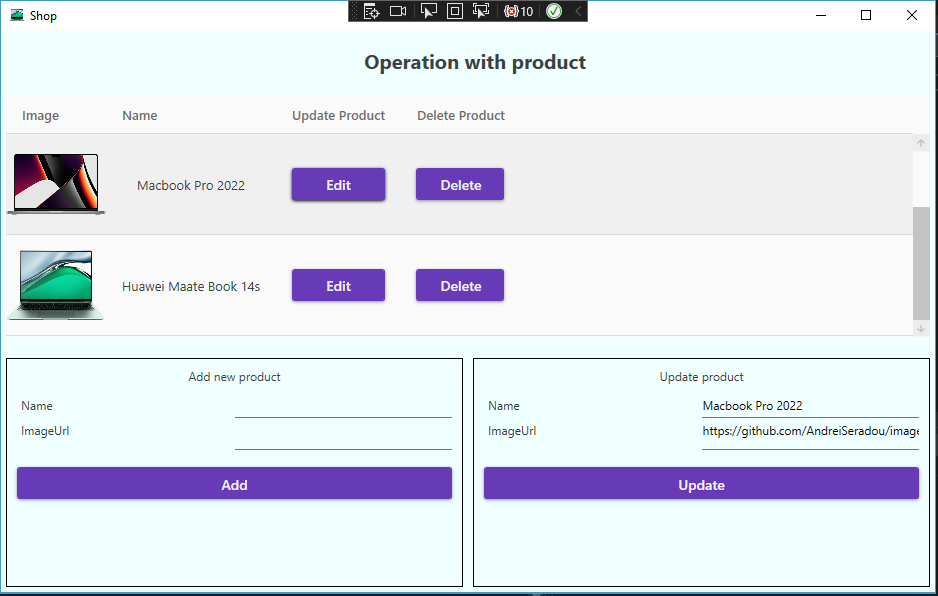 Shop
10
Operation with product
Image Name Update Product Delete Product
Macbook Pro 2022 Edit Delete
Huawei Maate Book 14s Edit Delete
Add new product
Name
ImageUrl
Add
Update product
Name Macbook Pro 2022
ImageUrl https://github.com/AndreiSeradou/image
Update